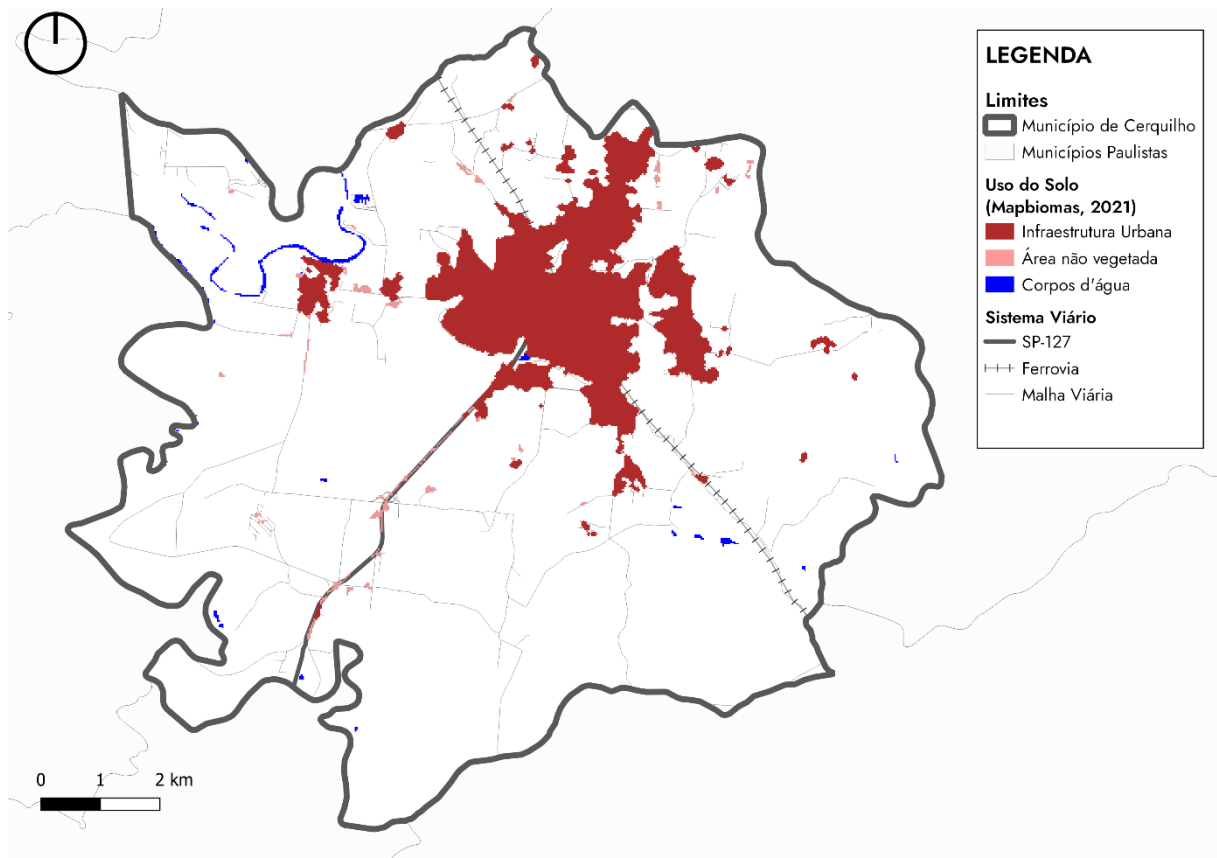 LEGENDA
Limites
Município de Cerquilho
Municípios Paulistas
Uso do Solo
(Mapbiomas, 2021)
Infraestrutura Urbana
Área não vegetada
Corpos d'água
Sistema Viário
SP-127
Ferrovia
Malha Viária
0 1 2 km